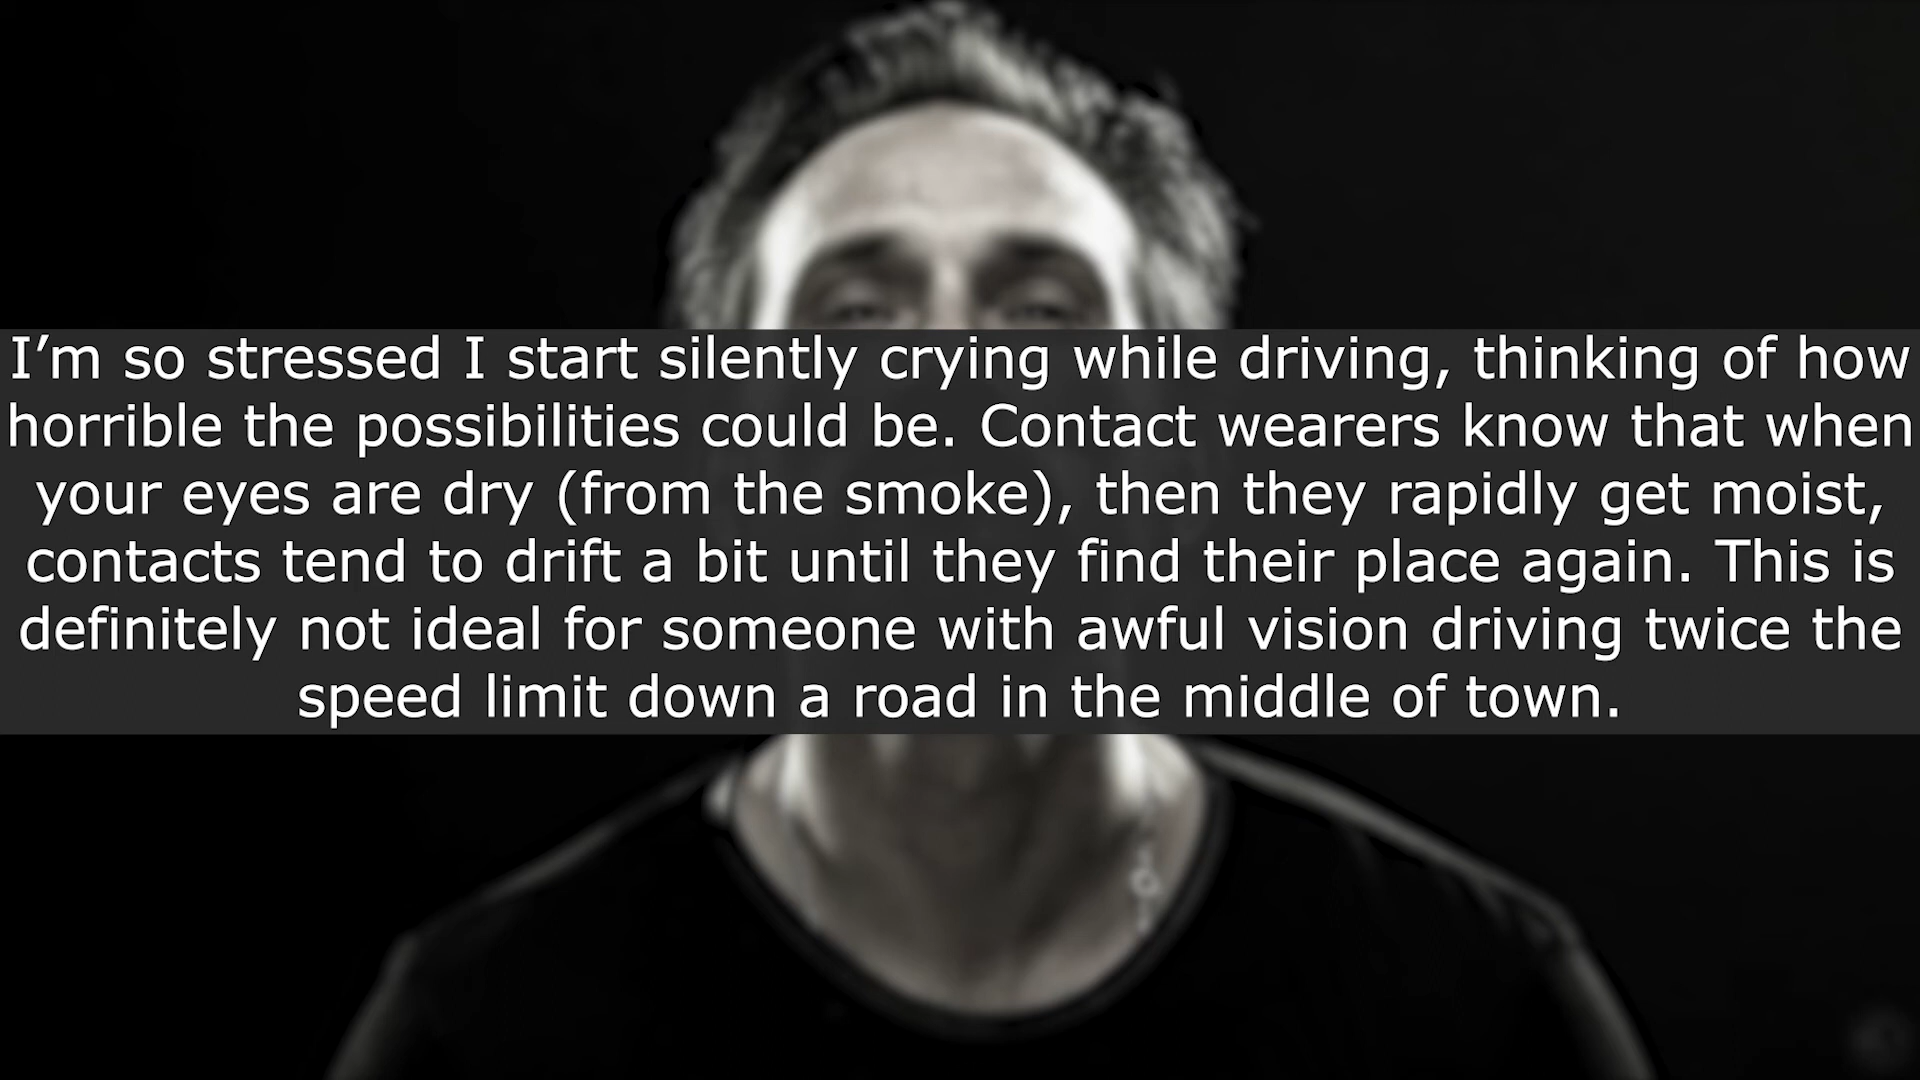 I’m so stressed I start silently crying while driving, thinking of how
horrible the possibilities could be. Contact wearers know that when
your eyes are dry (from the smoke), then they rapidly get moist,
contacts tend to drift a bit until they find their place again. This is
definitely not ideal for someone with awful vision driving twice the
speed limit down a road in the middle of town.